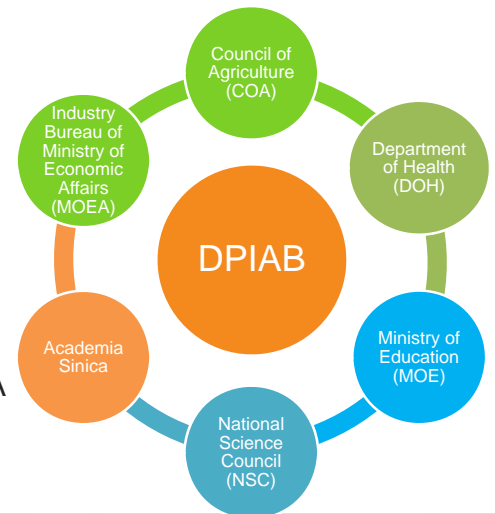 Council of
Agriculture
(COA)
Industry
Bureau of
Ministry of
Economic
Affairs
(MOEA)
Department
of Health
(DOH)
DPIAB
Academia
Sinica
Ministry of
Education
(MOE)
A
National
Science
Council
(NSC)